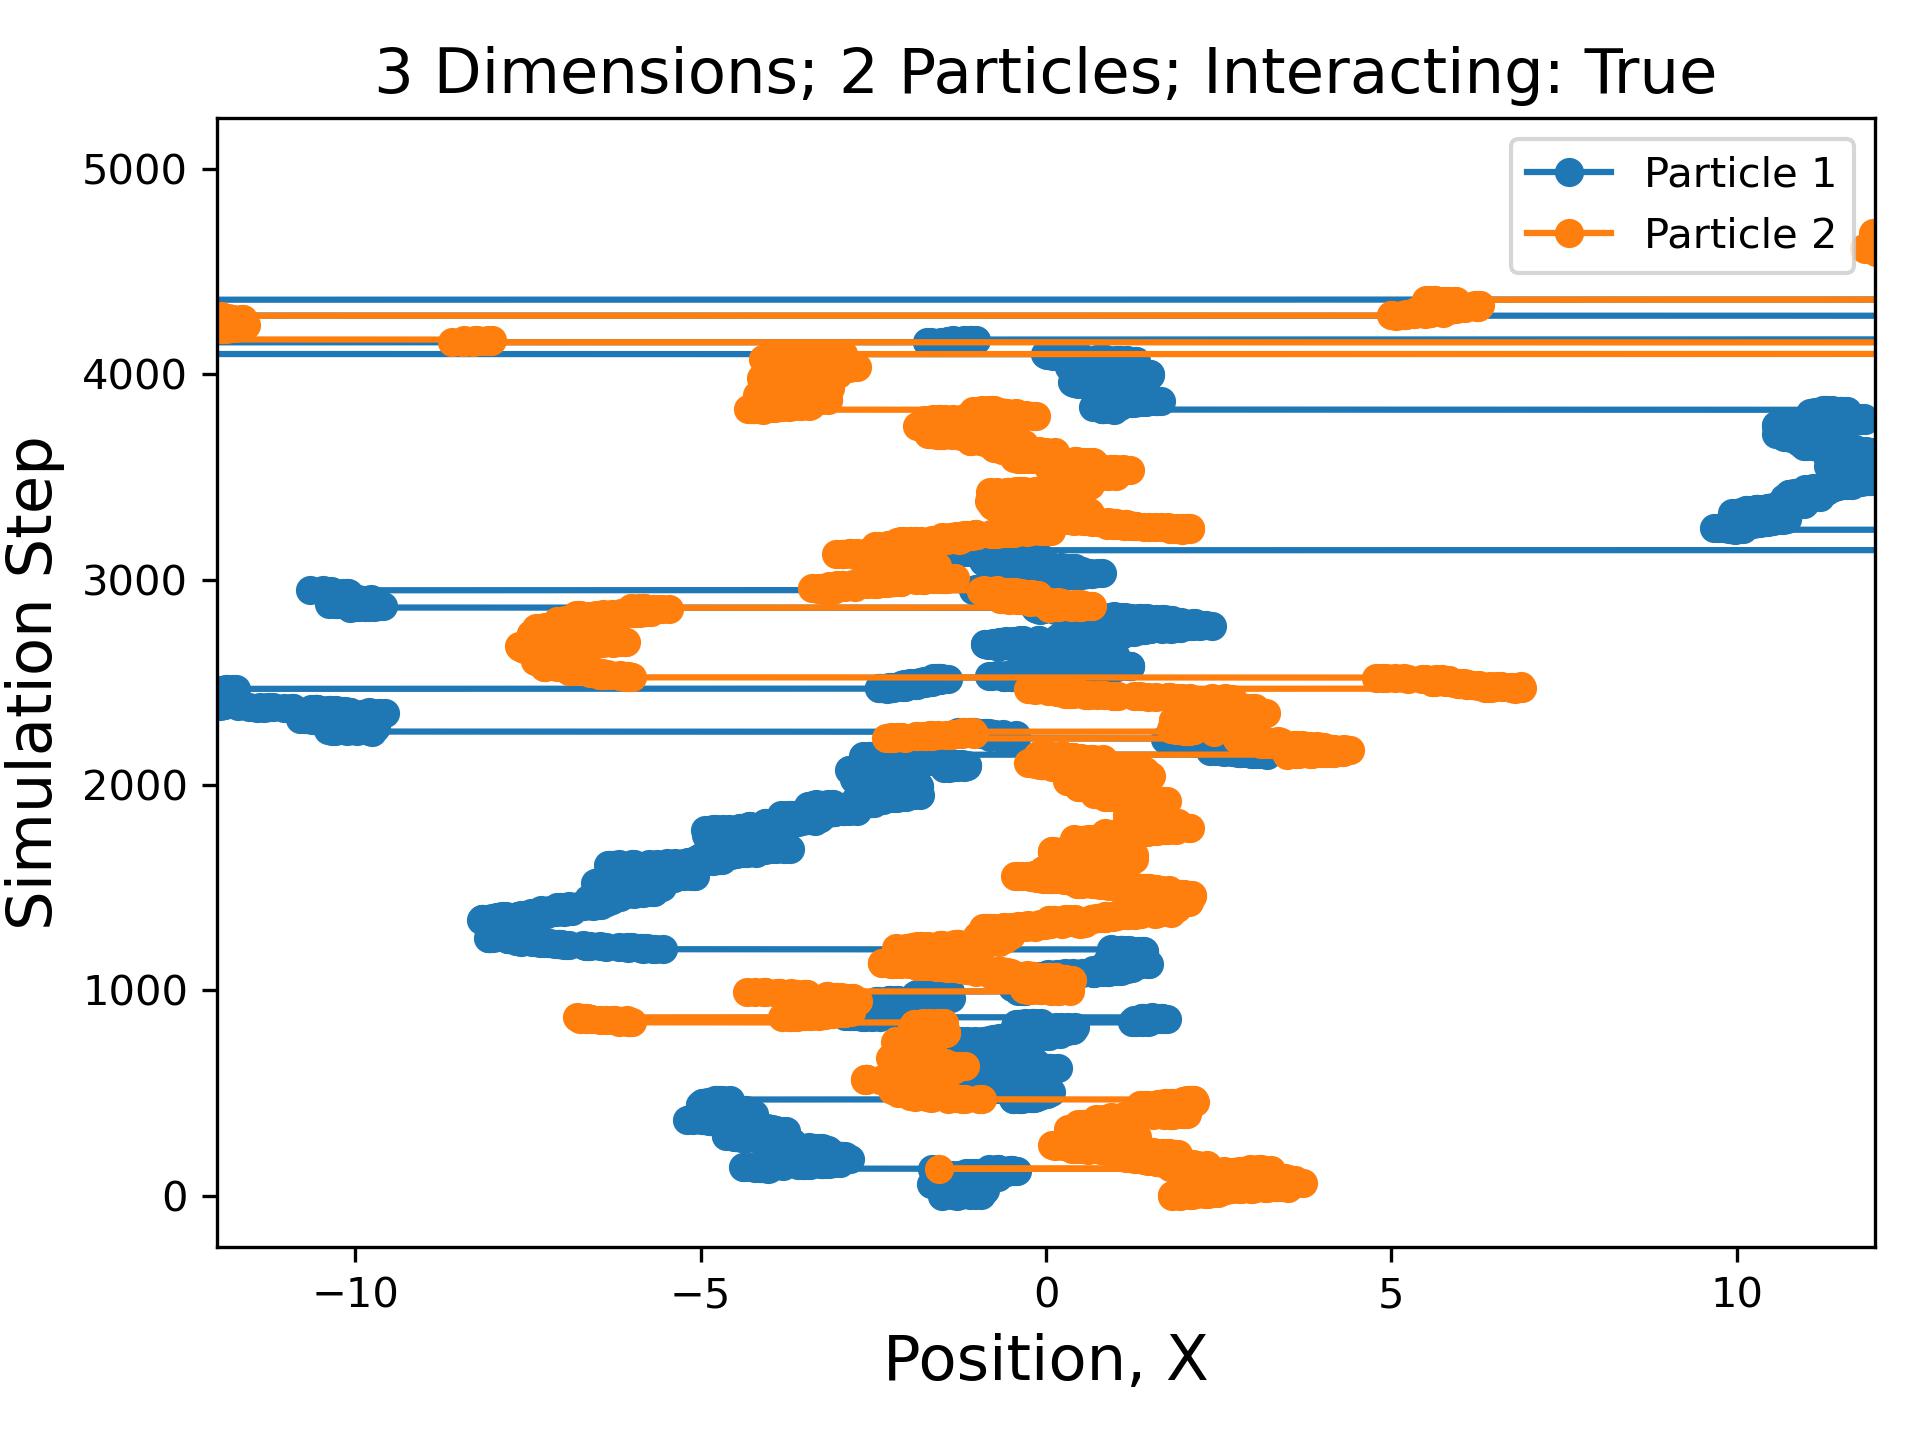 3 Dimensions; 2 Particles; Interacting: True
Particle 1
Particle 2
Simulation Step
5000
4000
3000
2000
1000
0
−10
−5
0
5
10
Position, X